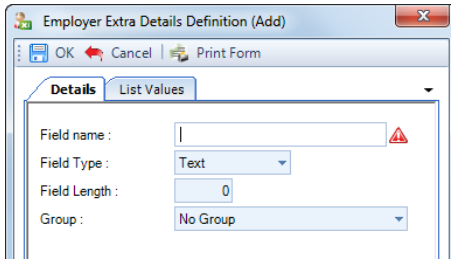 Employer Extra Details Definition (Add)
OK Cancel Print Form
Details List Values
Field name :
Field Type : Text
Field Length : 0
Group : No Group